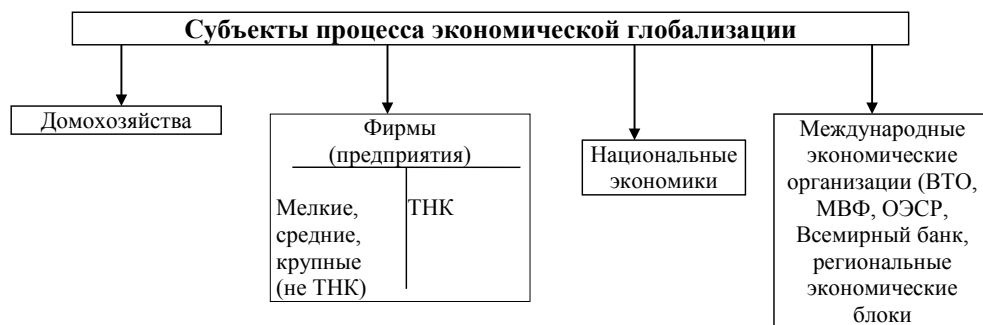 Субъекты процесса экономической глобализации
Домохозяйства
Фирмы
(предприятия)
Мелкие,
средние,
крупные
(не ТНК)
ТНК
Национальные
экономики
Международные
экономические
организации (ВТО,
МВФ, ОЭСР,
Всемирный банк,
региональные
экономические
блоки